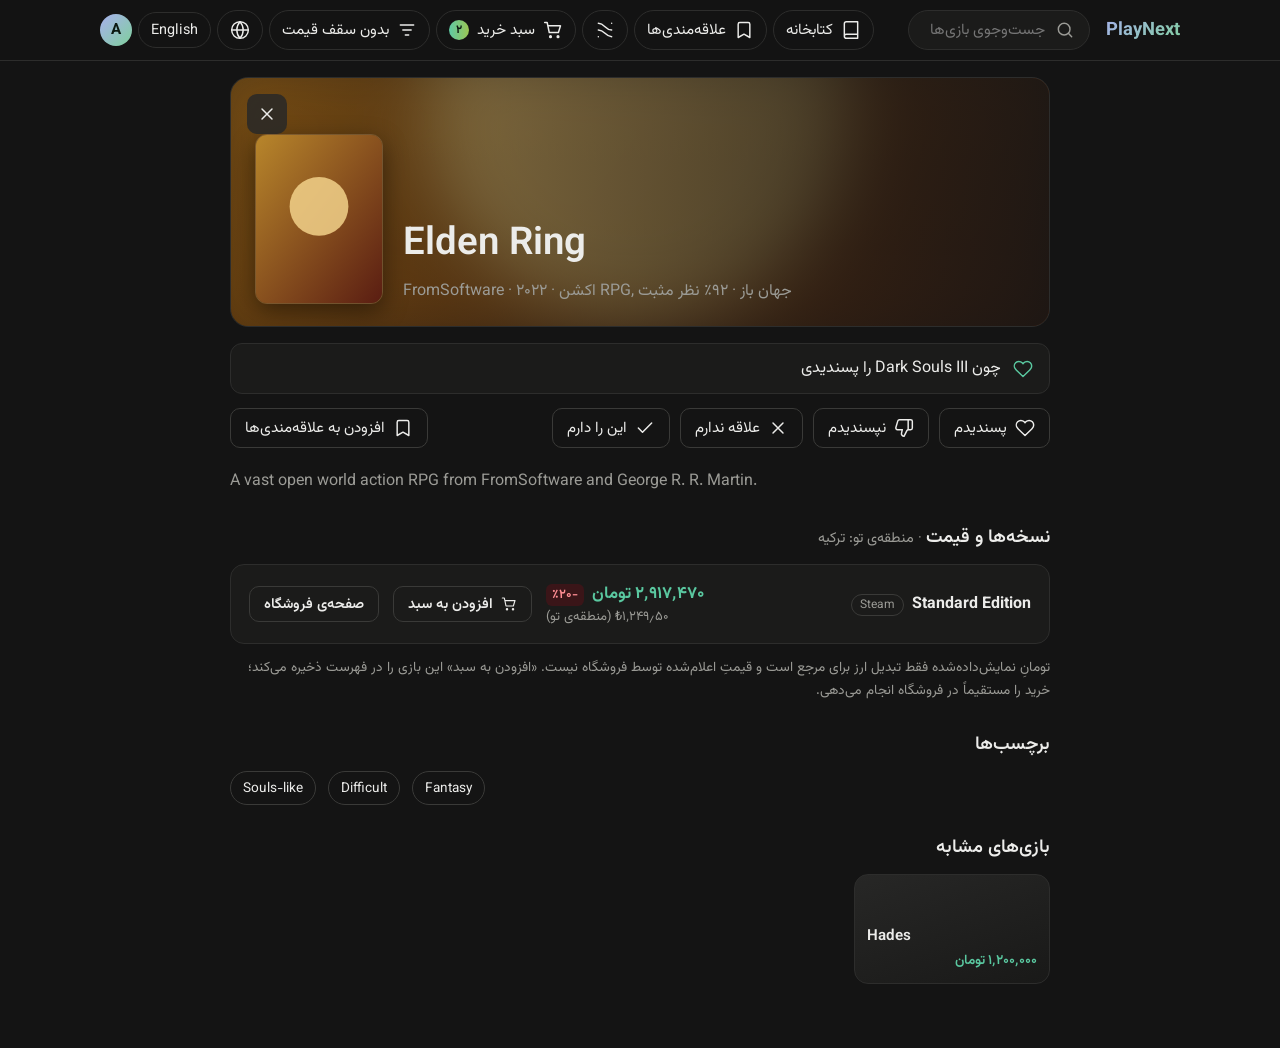 PlayNext
جست‌وجوی بازی‌ها
کتابخانه
علاقه‌مندی‌ها
سبد خرید ۲
بدون سقف قیمت
English
A
Elden Ring
FromSoftware · ۲۰۲۲ · اکشن RPG, جهان باز · ۹۲٪ نظر مثبت
چون Dark Souls III را پسندیدی
پسندیدم
نپسندیدم
علاقه ندارم
این را دارم
افزودن به علاقه‌مندی‌ها
A vast open world action RPG from FromSoftware and George R. R. Martin.
نسخه‌ها و قیمت · منطقه‌ی تو: ترکیه
Standard Edition Steam
۲,۹۱۷,۴۷۰ تومان ‎-۲۰٪
₺۱,۲۴۹٫۵۰ (منطقه‌ی تو)
افزودن به سبد
صفحه‌ی فروشگاه
تومانِ نمایش‌داده‌شده فقط تبدیل ارز برای مرجع است و قیمتِ اعلام‌شده توسط فروشگاه نیست. «افزودن به سبد» این بازی را در فهرست ذخیره می‌کند؛
خرید را مستقیماً در فروشگاه انجام می‌دهی.
برچسب‌ها
Souls-like
Difficult
Fantasy
بازی‌های مشابه
Hades
۱,۲۰۰,۰۰۰ تومان